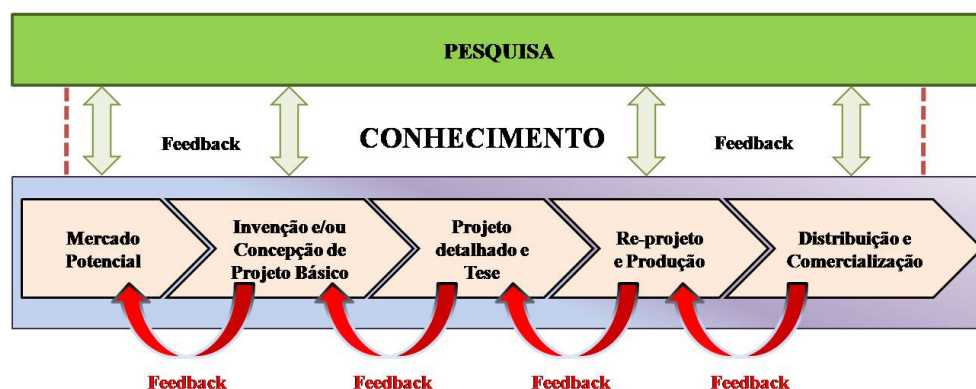 PESQUISA
Feedback
CONHECIMENTO
Feedback
Mercado
Potencial
Invenção e/ou
Concepção de
Projeto Básico
Projeto
detalhado e
Tese
Re-projeto
e Produção
Distribuição e
Comercialização
Feedback
Feedback
Feedback
Feedback